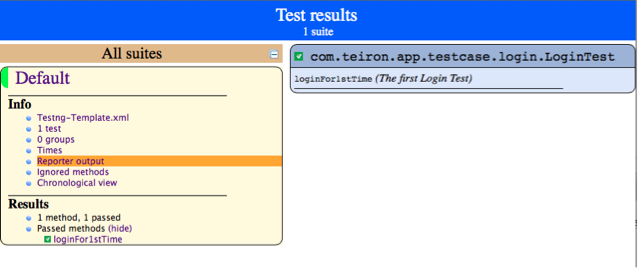 Test results
1 suite
All suites
Default
Info
Testng-Template.xml
1 test
0 groups
Times
Reporter output
Ignored methods
Chronological view
Results
1 method, 1 passed
Passed methods (hide)
loginFor1stTime
com.teiron.app.testcase.login.LoginTest
loginFor1stTime (The first Login Test)